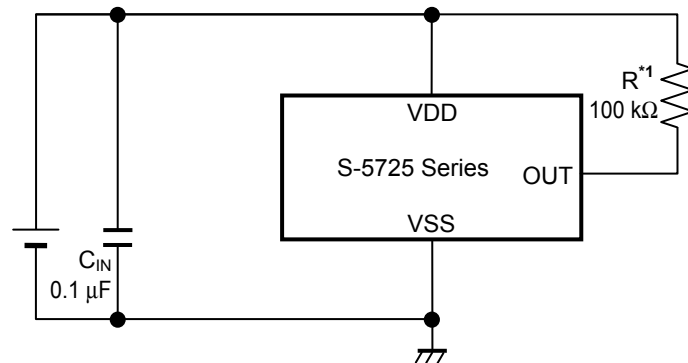 R*1
100 kΩ
VDD
S-5725 Series
OUT
VSS
CIN
0.1 μF